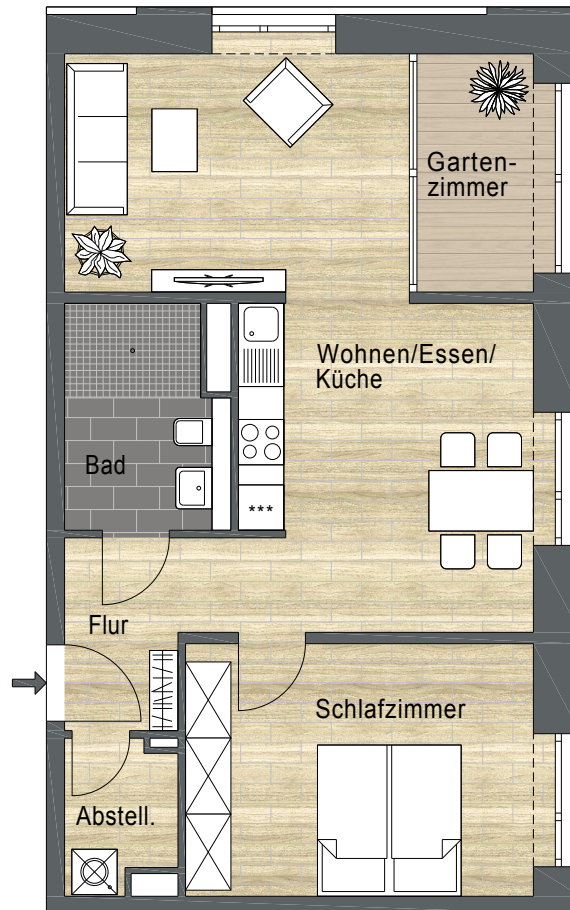 Garten-
zimmer
Wohnen/Essen/
Küche
Bad
***
Flur
Schlafzimmer
Abstell.